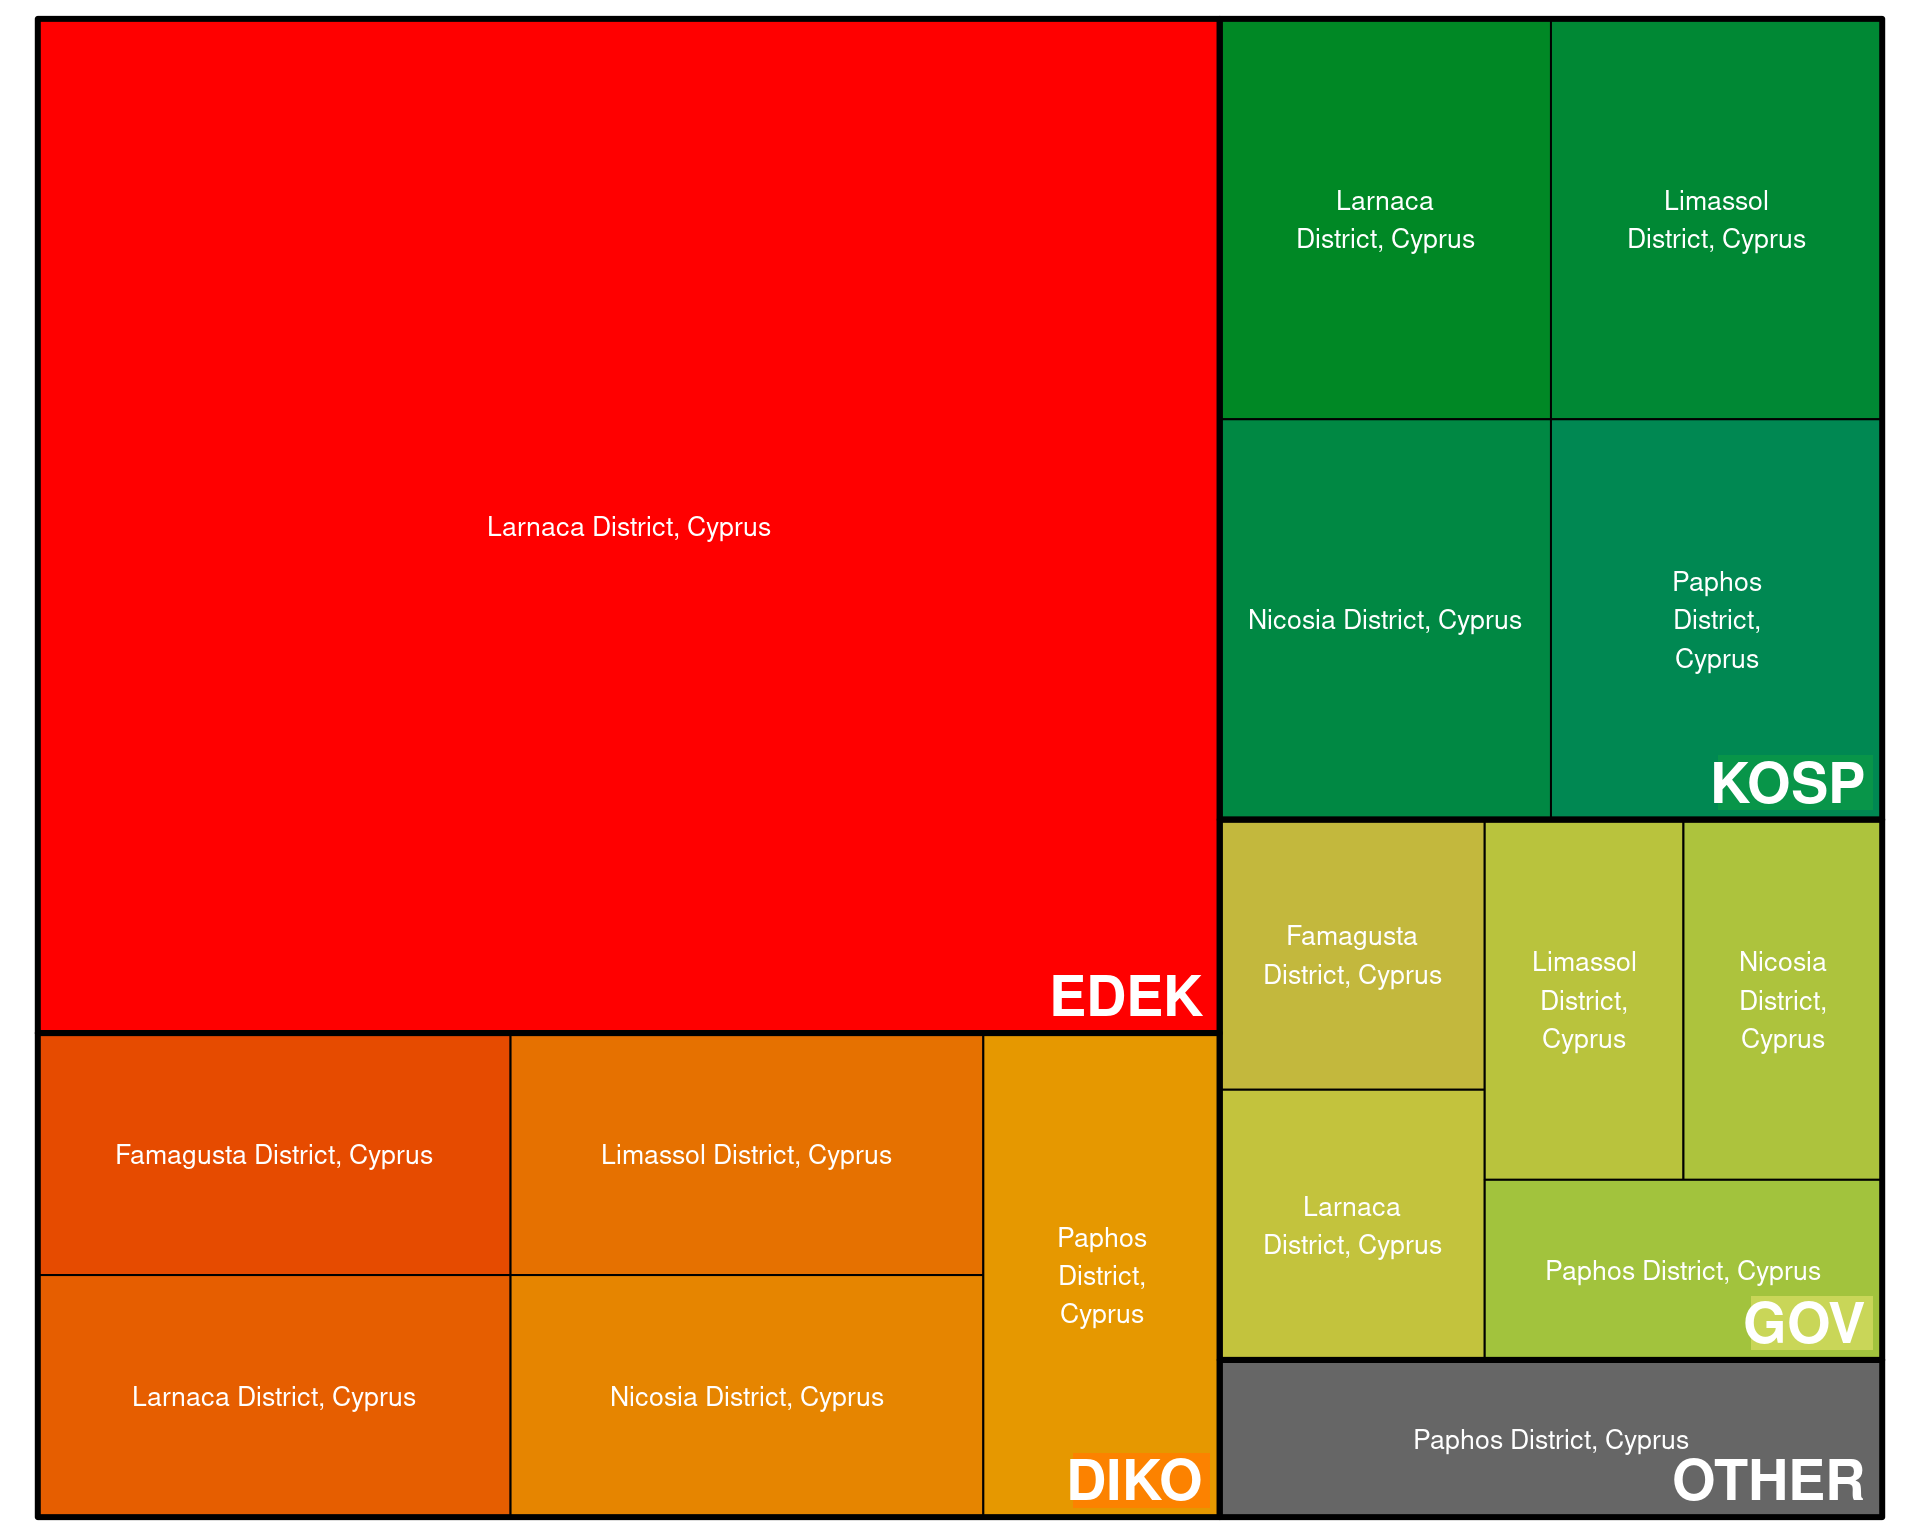 Larnaca District, Cyprus
EDEK
Famagusta District, Cyprus
Limassol District, Cyprus
Paphos
District,
Cyprus
Larnaca District, Cyprus
Nicosia District, Cyprus
DIKO
Larnaca
District, Cyprus
Limassol
District, Cyprus
Nicosia District, Cyprus
Paphos
District,
Cyprus
KOSP
Famagusta
District, Cyprus
Limassol
District,
Cyprus
Nicosia
District,
Cyprus
Larnaca
District, Cyprus
Paphos District, Cyprus
GOV
Paphos District, Cyprus
OTHER